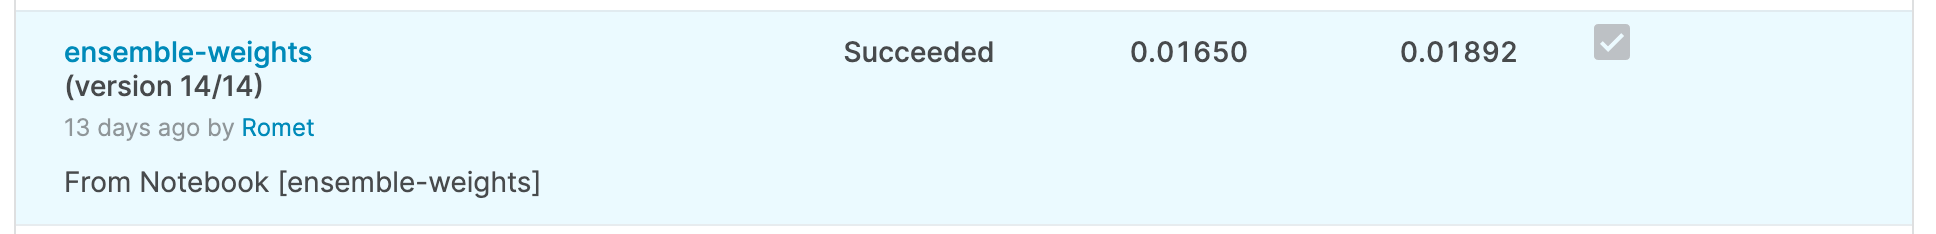 ensemble-weights Succeeded 0.01650 0.01892
(version 14/14)
13 days ago by Romet
From Notebook [ensemble-weights]